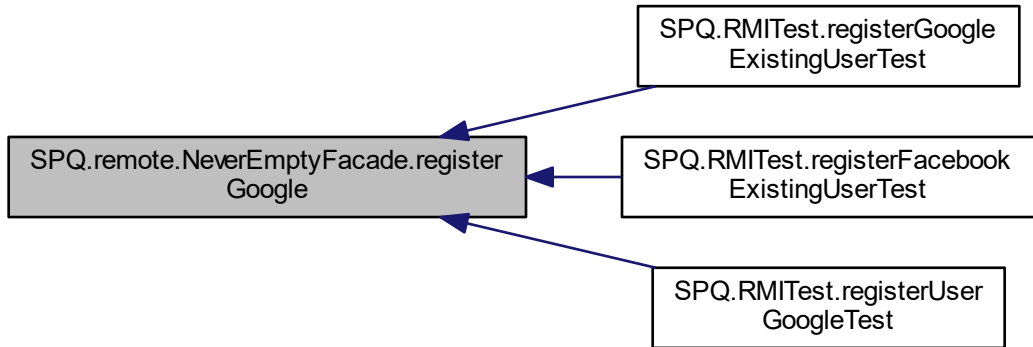 SPQ.RMITest.registerGoogle
ExistingUserTest
SPQ.remote.NeverEmptyFacade.register
Google
SPQ.RMITest.registerFacebook
ExistingUserTest
SPQ.RMITest.registerUser
GoogleTest